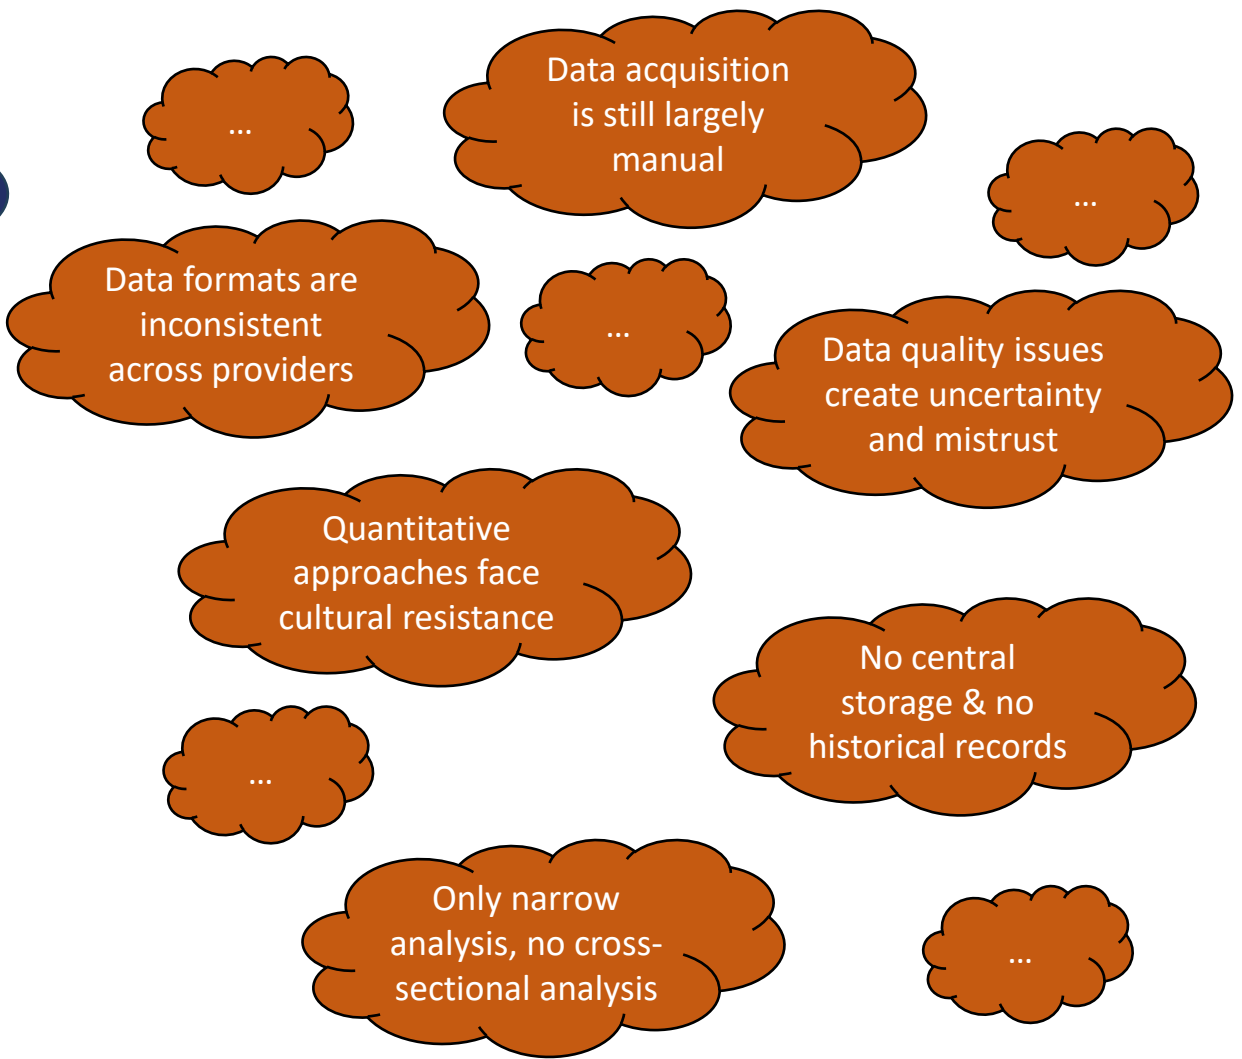 ...
Data acquisition
is still largely
manual
...
Data formats are
inconsistent
across providers
...
Data quality issues
create uncertainty
and mistrust
Quantitative
approaches face
cultural resistance
No central
storage & no
historical records
...
Only narrow
analysis, no cross-
sectional analysis
...